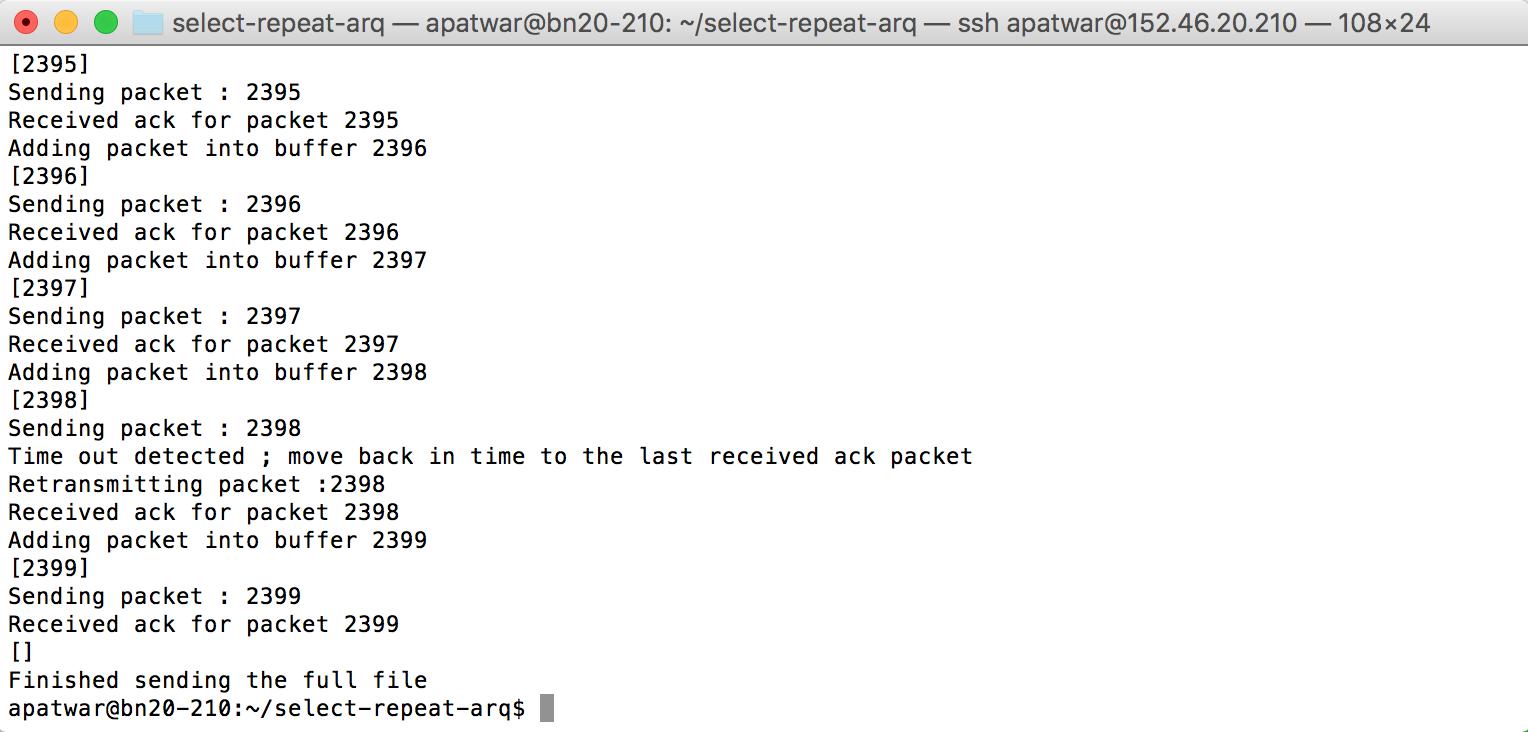 select-repeat-arq — apatwar@bn20-210: ~/select-repeat-arq — ssh apatwar@152.46.20.210 — 108×24
[2395]
Sending packet : 2395
Received ack for packet 2395
Adding packet into buffer 2396
[2396]
Sending packet : 2396
Received ack for packet 2396
Adding packet into buffer 2397
[2397]
Sending packet : 2397
Received ack for packet 2397
Adding packet into buffer 2398
[2398]
Sending packet : 2398
Time out detected ; move back in time to the last received ack packet
Retransmitting packet :2398
Received ack for packet 2398
Adding packet into buffer 2399
[2399]
Sending packet : 2399
Received ack for packet 2399
[]
Finished sending the full file
apatwar@bn20-210:~/select-repeat-arq$